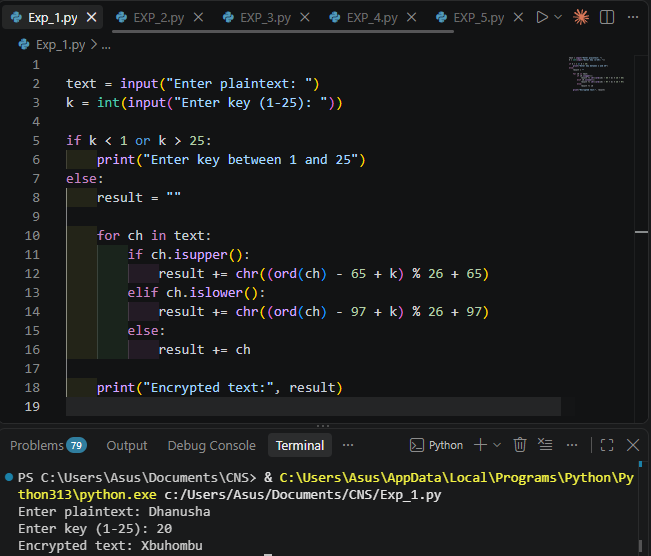 Exp_1.py EXP_2.py EXP_3.py EXP_4.py EXP_5.py
Exp_1.py > ...
1
2 text = input("Enter plaintext: ")
3 k = int(input("Enter key (1-25): "))
4
5 if k < 1 or k > 25:
6     print("Enter key between 1 and 25")
7 else:
8     result = ""
9
10     for ch in text:
11         if ch.isupper():
12             result += chr((ord(ch) - 65 + k) % 26 + 65)
13         elif ch.islower():
14             result += chr((ord(ch) - 97 + k) % 26 + 97)
15         else:
16             result += ch
17
18     print("Encrypted text:", result)
19
Problems 79 Output Debug Console Terminal ... Python
PS C:\Users\Asus\Documents\CNS> & C:\Users\Asus\AppData\Local\Programs\Python\Py
thon313\python.exe c:/Users/Asus/Documents/CNS/Exp_1.py
Enter plaintext: Dhanusha
Enter key (1-25): 20
Encrypted text: Xbuhombu